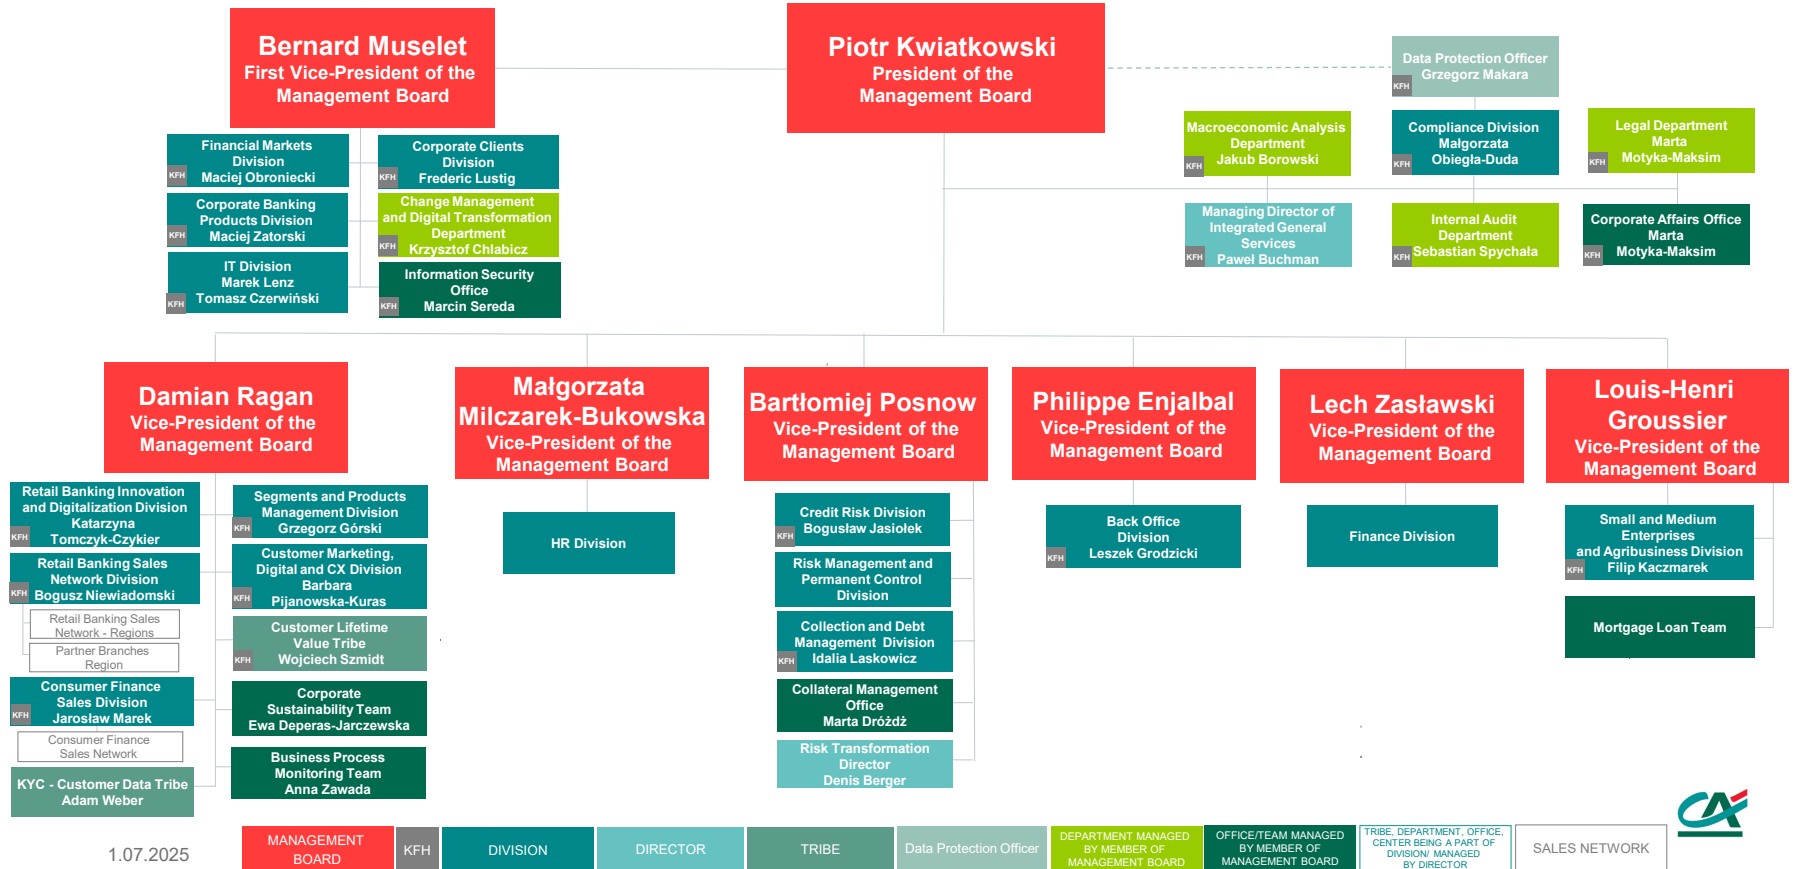 Bernard Muselet
First Vice-President of the
Management Board
Piotr Kwiatkowski
President of the
Management Board
Data Protection Officer
Grzegorz Makara
KFH
Financial Markets
Division
Maciej Obroniecki
KFH
Corporate Clients
Division
Frederic Lustig
KFH
Corporate Banking
Products Division
Maciej Zatorski
KFH
Change Management
and Digital Transformation
Department
Krzysztof Chlabicz
KFH
IT Division
Marek Lenz
Tomasz Czerwiński
KFH
Information Security
Office
Marcin Sereda
KFH
Macroeconomic Analysis
Department
Jakub Borowski
KFH
Compliance Division
Małgorzata
Obiegła-Duda
KFH
Legal Department
Marta
Motyka-Maksim
KFH
Managing Director of
Integrated General
Services
Paweł Buchman
KFH
Internal Audit
Department
Sebastian Spychała
KFH
Corporate Affairs Office
Marta
Motyka-Maksim
KFH
Damian Ragan
Vice-President of the
Management Board
Małgorzata
Milczarek-Bukowska
Vice-President of the
Management Board
Bartłomiej Posnow
Vice-President of the
Management Board
Philippe Enjalbal
Vice-President of the
Management Board
Lech Zasławski
Vice-President of the
Management Board
Louis-Henri
Groussier
Vice-President of the
Management Board
Retail Banking Innovation
and Digitalization Division
Katarzyna
Tomczyk-Czykier
KFH
Retail Banking Sales
Network Division
Bogusz Niewiadomski
KFH
Retail Banking Sales
Network - Regions
Partner Branches
Region
Consumer Finance
Sales Division
Jarosław Marek
KFH
Consumer Finance
Sales Network
KYC - Customer Data Tribe
Adam Weber
Segments and Products
Management Division
Grzegorz Górski
KFH
Customer Marketing,
Digital and CX Division
Barbara
Pijanowska-Kuras
KFH
Customer Lifetime
Value Tribe
Wojciech Szmidt
KFH
Corporate
Sustainability Team
Ewa Deperas-Jarczewska
Business Process
Monitoring Team
Anna Zawada
HR Division
Credit Risk Division
Bogusław Jasiołek
KFH
Risk Management and
Permanent Control
Division
Collection and Debt
Management Division
Idalia Laskowicz
KFH
Collateral Management
Office
Marta Dróżdż
Risk Transformation
Director
Denis Berger
Back Office
Division
Leszek Grodzicki
KFH
Finance Division
Small and Medium
Enterprises
and Agribusiness Division
Filip Kaczmarek
KFH
Mortgage Loan Team
1.07.2025
MANAGEMENT
BOARD
KFH
DIVISION
DIRECTOR
TRIBE
Data Protection Officer
DEPARTMENT MANAGED
BY MEMBER OF
MANAGEMENT BOARD
OFFICE/TEAM MANAGED
BY MEMBER OF
MANAGEMENT BOARD
TRIBE, DEPARTMENT, OFFICE,
CENTER BEING A PART OF
DIVISION/ MANAGED
BY DIRECTOR
SALES NETWORK
CA